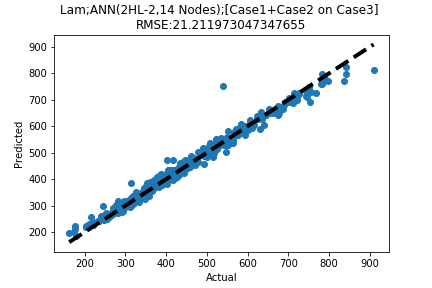 Lam;ANN(2HL-2,14 Nodes);[Case1+Case2 on Case3]
RMSE:21.211973047347655
900
800
700
600
500
400
300
200
Predicted
200 300 400 500 600 700 800 900
Actual